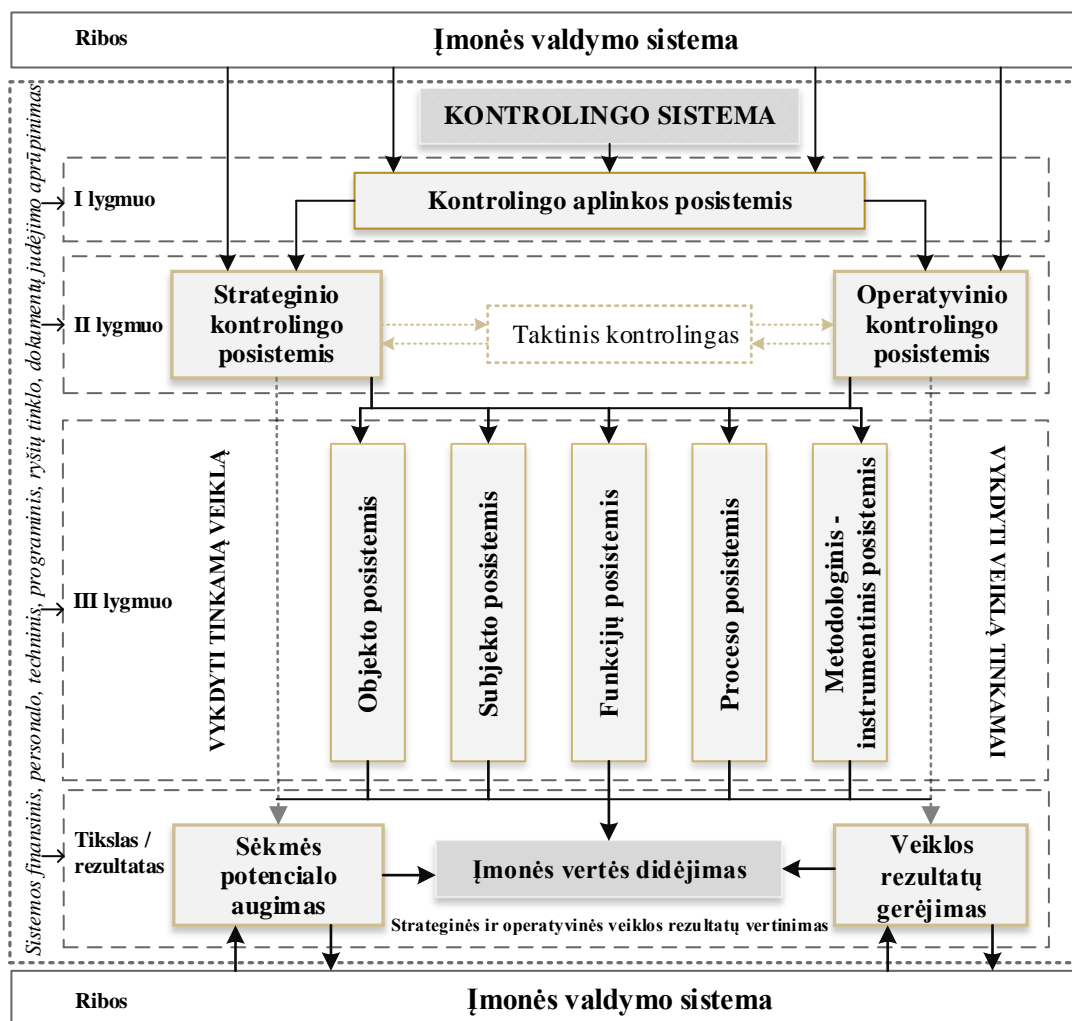 Ribos
Įmonės valdymo sistema
Sistemos finansinis, personalo, techninis, programinis, ryšių tinklo, dokumentų judėjimo aprūpinimas
KONTROLINGO SISTEMA
I lygmuo
Kontrolingo aplinkos posistemis
II lygmuo
Strateginio
kontrolingo
posistemis
Taktinis kontrolingas
Operatyvinio
kontrolingo
posistemis
III lygmuo
VYKDYTI TINKAMĄ VEIKLĄ
Objekto posistemis
Subjekto posistemis
Funkcijų posistemis
Proceso posistemis
Metodologinis -
instrumentinis posistemis
VYKDYTI VEIKLĄ TINKAMAI
Tikslas /
rezultatas
Sėkmės
potencialo
augimas
Įmonės vertės didėjimas
Veiklos
rezultatų
gerėjimas
Strateginės ir operatyvinės veiklos rezultatų vertinimas
Ribos
Įmonės valdymo sistema